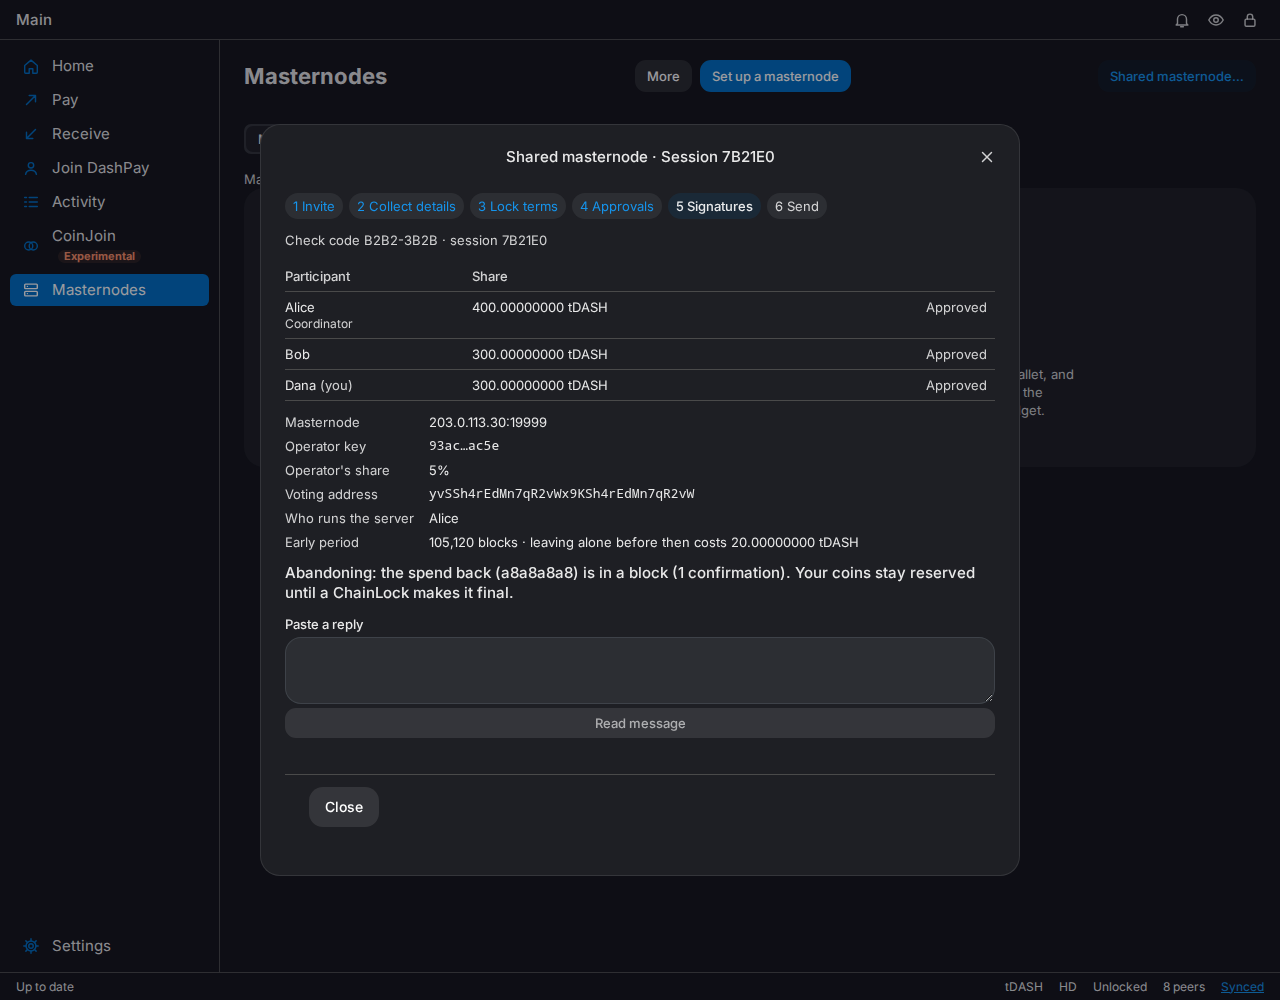 Main
Home
Pay
Receive
Join DashPay
Activity
CoinJoin
Experimental
Masternodes
Settings
Masternodes
More
Set up a masternode
Shared masternode…
Shared masternode · Session 7B21E0
1 Invite
2 Collect details
3 Lock terms
4 Approvals
5 Signatures
6 Send
Check code B2B2-3B2B · session 7B21E0
Participant Share
Alice 400.00000000 tDASH Approved
Coordinator
Bob 300.00000000 tDASH Approved
Dana (you) 300.00000000 tDASH Approved
Masternode 203.0.113.30:19999
Operator key 93ac…ac5e
Operator's share 5%
Voting address yvSSh4rEdMn7qR2vWx9KSh4rEdMn7qR2vW
Who runs the server Alice
Early period 105,120 blocks · leaving alone before then costs 20.00000000 tDASH
Abandoning: the spend back (a8a8a8a8) is in a block (1 confirmation). Your coins stay reserved
until a ChainLock makes it final.
Paste a reply
Read message
Close
and
the
Up to date
tDASH
HD
Unlocked
8 peers
Synced